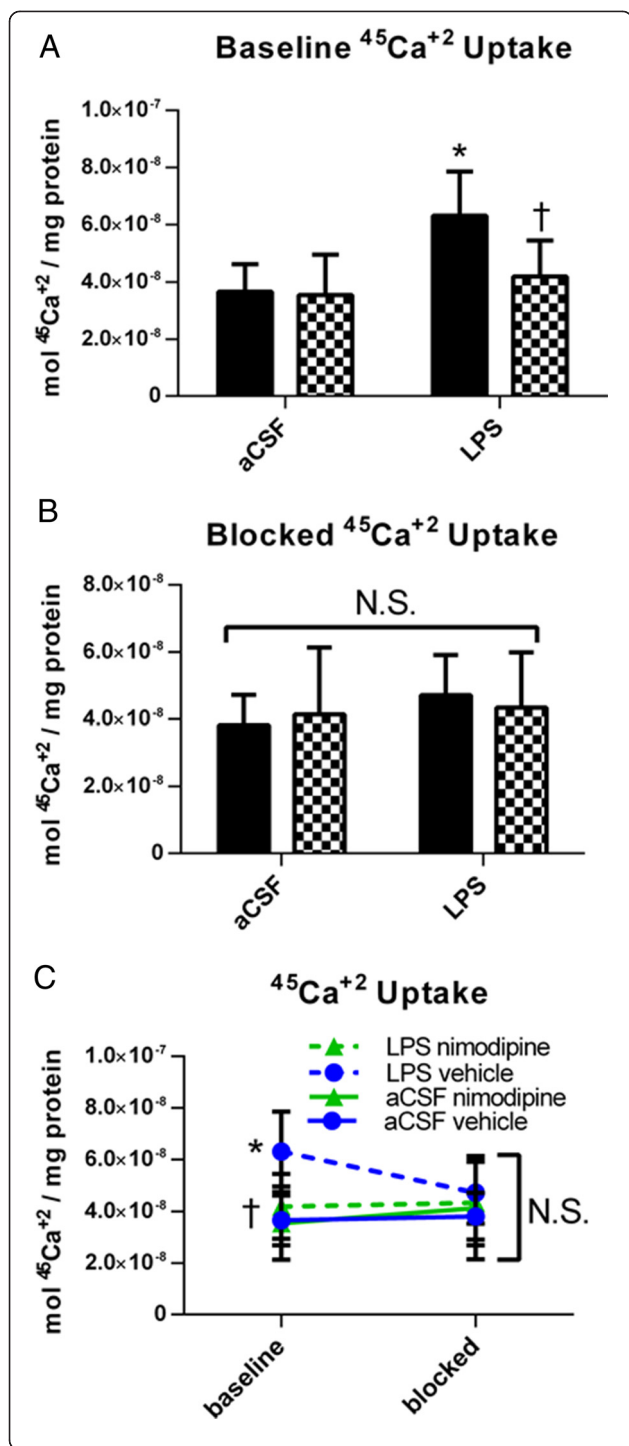 A
Baseline ⁴⁵Ca⁺² Uptake
mol ⁴⁵Ca⁺² / mg protein
1.0×10⁻⁷
8.0×10⁻⁸
6.0×10⁻⁸
4.0×10⁻⁸
2.0×10⁻⁸
0
*
†
aCSF
LPS
B
Blocked ⁴⁵Ca⁺² Uptake
mol ⁴⁵Ca⁺² / mg protein
8.0×10⁻⁸
6.0×10⁻⁸
4.0×10⁻⁸
2.0×10⁻⁸
0
N.S.
aCSF
LPS
C
⁴⁵Ca⁺² Uptake
mol ⁴⁵Ca⁺² / mg protein
1.0×10⁻⁷
8.0×10⁻⁸
6.0×10⁻⁸
4.0×10⁻⁸
2.0×10⁻⁸
0
LPS nimodipine
LPS vehicle
aCSF nimodipine
aCSF vehicle
*
†
N.S.
baseline
blocked